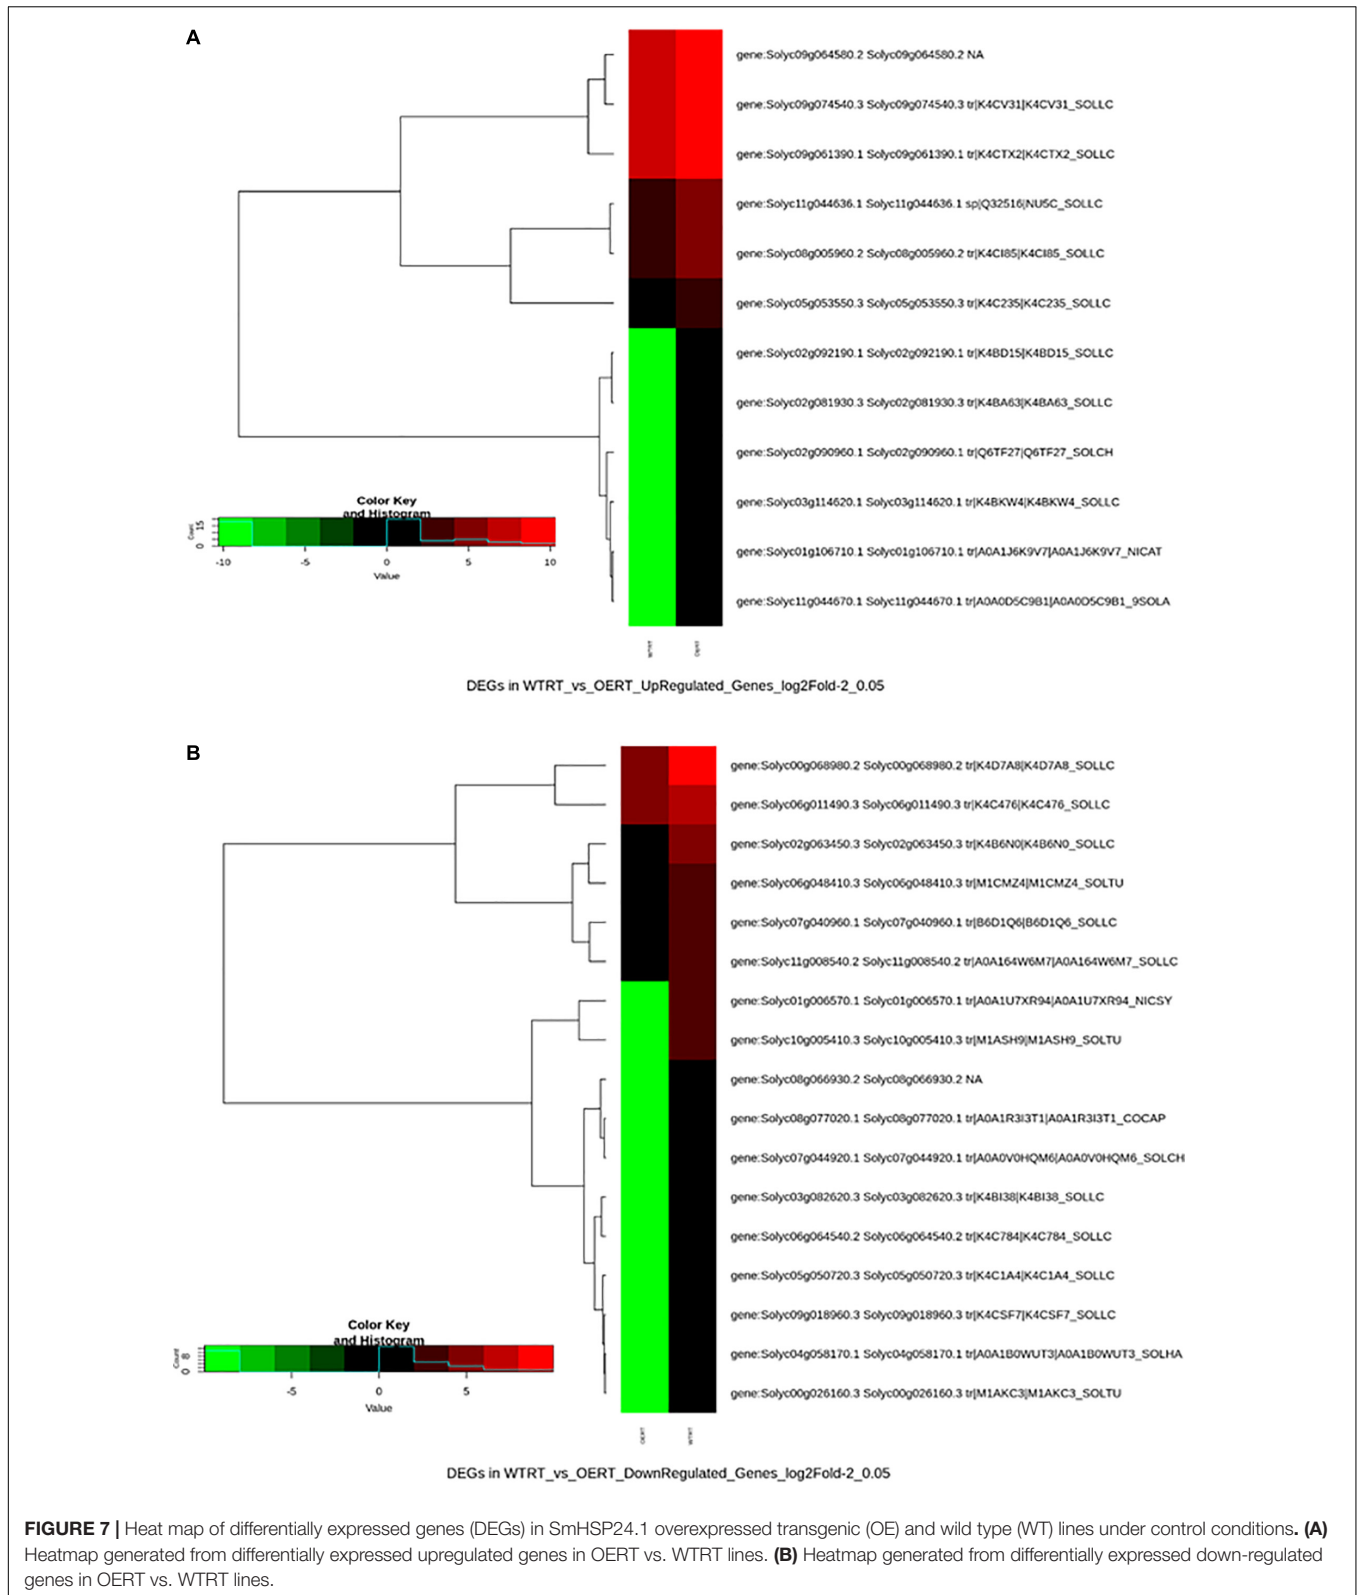 A
gene:Solyc09g064580.2 Solyc09g064580.2 NA
gene:Solyc09g074540.3 Solyc09g074540.3 tr|K4CV31|K4CV31_SOLLC
gene:Solyc09g061390.1 Solyc09g061390.1 tr|K4CTX2|K4CTX2_SOLLC
gene:Solyc11g044636.1 Solyc11g044636.1 sp|Q32516|NU5C_SOLLC
gene:Solyc08g005960.2 Solyc08g005960.2 tr|K4CI85|K4CI85_SOLLC
gene:Solyc05g053550.3 Solyc05g053550.3 tr|K4C235|K4C235_SOLLC
gene:Solyc02g092190.1 Solyc02g092190.1 tr|K4BD15|K4BD15_SOLLC
gene:Solyc02g081930.3 Solyc02g081930.3 tr|K4BA63|K4BA63_SOLLC
gene:Solyc02g090960.1 Solyc02g090960.1 tr|Q6TF27|Q6TF27_SOLCH
gene:Solyc03g114620.1 Solyc03g114620.1 tr|K4BKW4|K4BKW4_SOLLC
gene:Solyc01g106710.1 Solyc01g106710.1 tr|A0A1J6K9V7|A0A1J6K9V7_NICAT
gene:Solyc11g044670.1 Solyc11g044670.1 tr|A0A0D5C9B1|A0A0D5C9B1_9SOLA
Color Key
and Histogram
Count
0 15
-10 -5 0 5 10
Value
WTRT OERT
DEGs in WTRT_vs_OERT_UpRegulated_Genes_log2Fold-2_0.05
B
gene:Solyc00g068980.2 Solyc00g068980.2 tr|K4D7A8|K4D7A8_SOLLC
gene:Solyc06g011490.3 Solyc06g011490.3 tr|K4C476|K4C476_SOLLC
gene:Solyc02g063450.3 Solyc02g063450.3 tr|K4B6N0|K4B6N0_SOLLC
gene:Solyc06g048410.3 Solyc06g048410.3 tr|M1CMZ4|M1CMZ4_SOLTU
gene:Solyc07g040960.1 Solyc07g040960.1 tr|B6D1Q6|B6D1Q6_SOLLC
gene:Solyc11g008540.2 Solyc11g008540.2 tr|A0A164W6M7|A0A164W6M7_SOLLC
gene:Solyc01g006570.1 Solyc01g006570.1 tr|A0A1U7XR94|A0A1U7XR94_NICSY
gene:Solyc10g005410.3 Solyc10g005410.3 tr|M1ASH9|M1ASH9_SOLTU
gene:Solyc08g066930.2 Solyc08g066930.2 NA
gene:Solyc08g077020.1 Solyc08g077020.1 tr|A0A1R3I3T1|A0A1R3I3T1_COCAP
gene:Solyc07g044920.1 Solyc07g044920.1 tr|A0A0V0HQM6|A0A0V0HQM6_SOLCH
gene:Solyc03g082620.3 Solyc03g082620.3 tr|K4BI38|K4BI38_SOLLC
gene:Solyc06g064540.2 Solyc06g064540.2 tr|K4C784|K4C784_SOLLC
gene:Solyc05g050720.3 Solyc05g050720.3 tr|K4C1A4|K4C1A4_SOLLC
gene:Solyc09g018960.3 Solyc09g018960.3 tr|K4CSF7|K4CSF7_SOLLC
gene:Solyc04g058170.1 Solyc04g058170.1 tr|A0A1B0WUT3|A0A1B0WUT3_SOLHA
gene:Solyc00g026160.3 Solyc00g026160.3 tr|M1AKC3|M1AKC3_SOLTU
Color Key
and Histogram
Count
0 8
-5 0 5
Value
OERT WTRT
DEGs in WTRT_vs_OERT_DownRegulated_Genes_log2Fold-2_0.05
FIGURE 7 | Heat map of differentially expressed genes (DEGs) in SmHSP24.1 overexpressed transgenic (OE) and wild type (WT) lines under control conditions. (A)
Heatmap generated from differentially expressed upregulated genes in OERT vs. WTRT lines. (B) Heatmap generated from differentially expressed down-regulated
genes in OERT vs. WTRT lines.